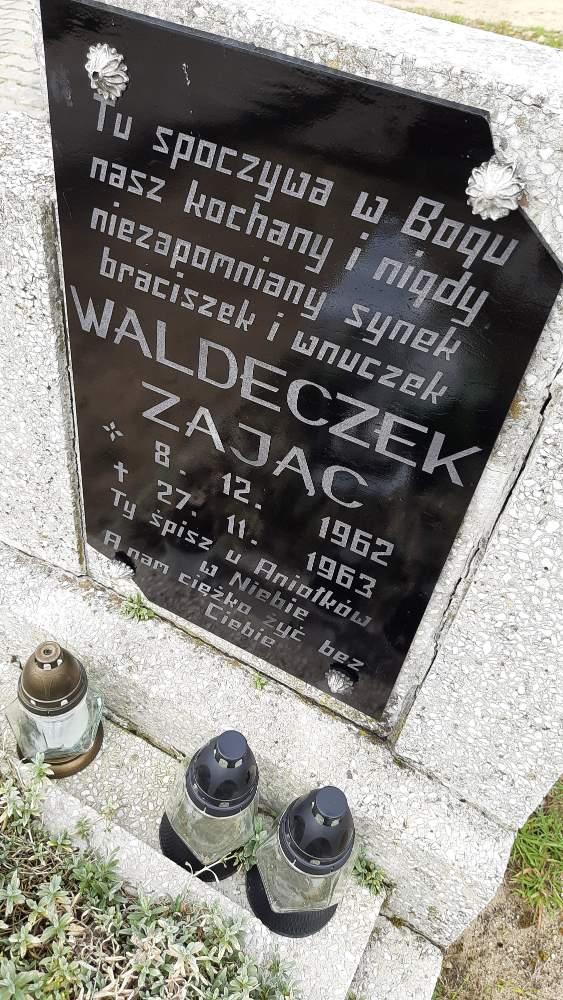 Tu spoczywa w Bogu
nasz kochany i nigdy
niezapomniany synek
braciszek i wnuczek
WALDECZEK
ZAJĄC
8. 12. 1962
✝ 27. 11. 1963
Ty śpisz u Aniołków
w Niebie
A nam ciężko żyć bez
Ciebie